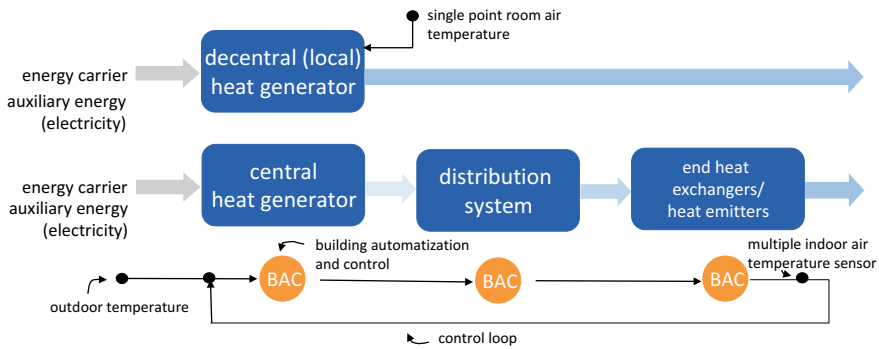 single point room air
temperature
decentral (local)
heat generator
energy carrier
auxiliary energy
(electricity)
central
heat generator
distribution
system
end heat
exchangers/
heat emitters
energy carrier
auxiliary energy
(electricity)
building automatization
and control
multiple indoor air
temperature sensor
BAC
BAC
BAC
outdoor temperature
control loop